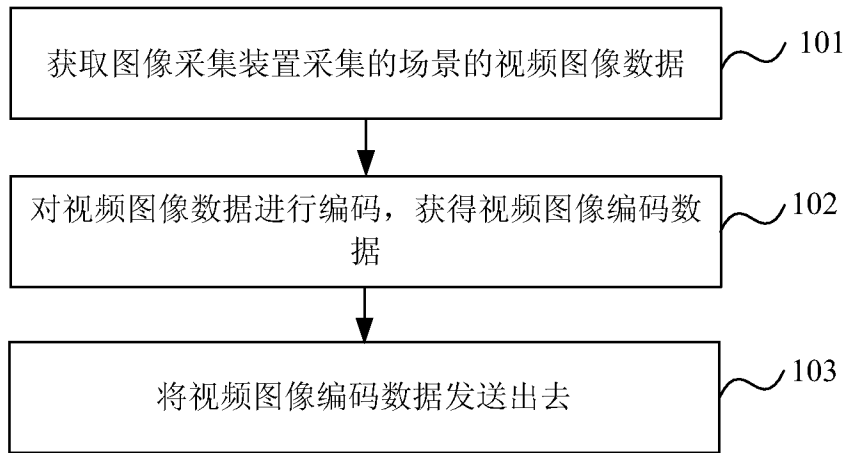 获取图像采集装置采集的场景的视频图像数据
101
对视频图像数据进行编码，获得视频图像编码数
据
102
将视频图像编码数据发送出去
103